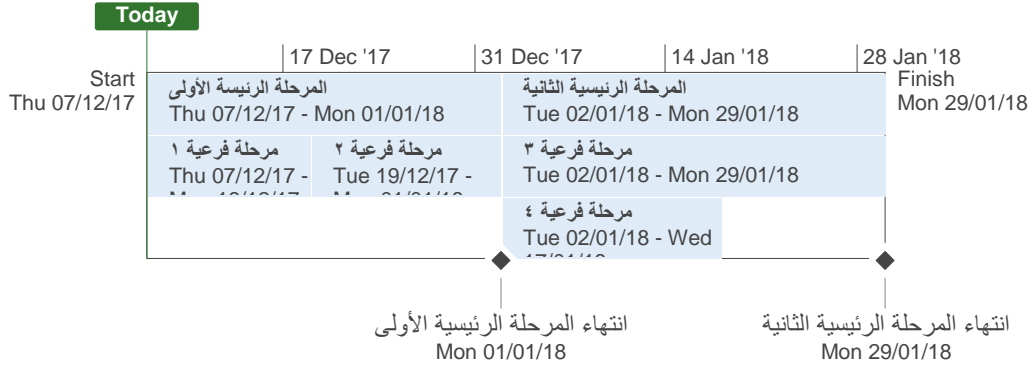 Today
17 Dec '17
31 Dec '17
14 Jan '18
28 Jan '18
Start
Thu 07/12/17
Finish
Mon 29/01/18
المرحلة الرئيسة الأولى
Thu 07/12/17 - Mon 01/01/18
المرحلة الرئيسية الثانية
Tue 02/01/18 - Mon 29/01/18
مرحلة فرعية ١
Thu 07/12/17 -
مرحلة فرعية ٢
Tue 19/12/17 -
مرحلة فرعية ٣
Tue 02/01/18 - Mon 29/01/18
مرحلة فرعية ٤
Tue 02/01/18 - Wed
انتهاء المرحلة الرئيسية الأولى
Mon 01/01/18
انتهاء المرحلة الرئيسية الثانية
Mon 29/01/18